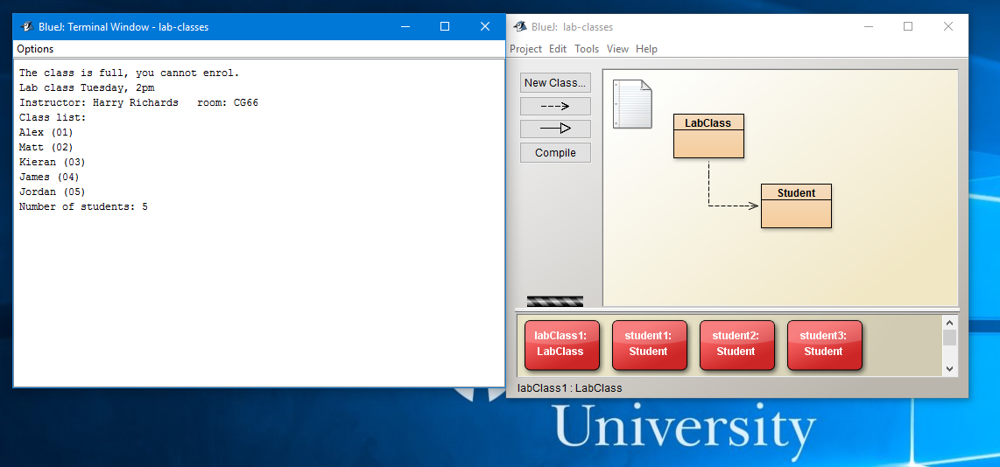 BlueJ: Terminal Window - lab-classes
Options
The class is full, you cannot enrol.
Lab class Tuesday, 2pm
Instructor: Harry Richards   room: CG66
Class list:
Alex (01)
Matt (02)
Kieran (03)
James (04)
Jordan (05)
Number of students: 5
BlueJ: lab-classes
Project Edit Tools View Help
New Class...
Compile
LabClass
Student
labClass1:
LabClass
student1:
Student
student2:
Student
student3:
Student
labClass1 : LabClass
University